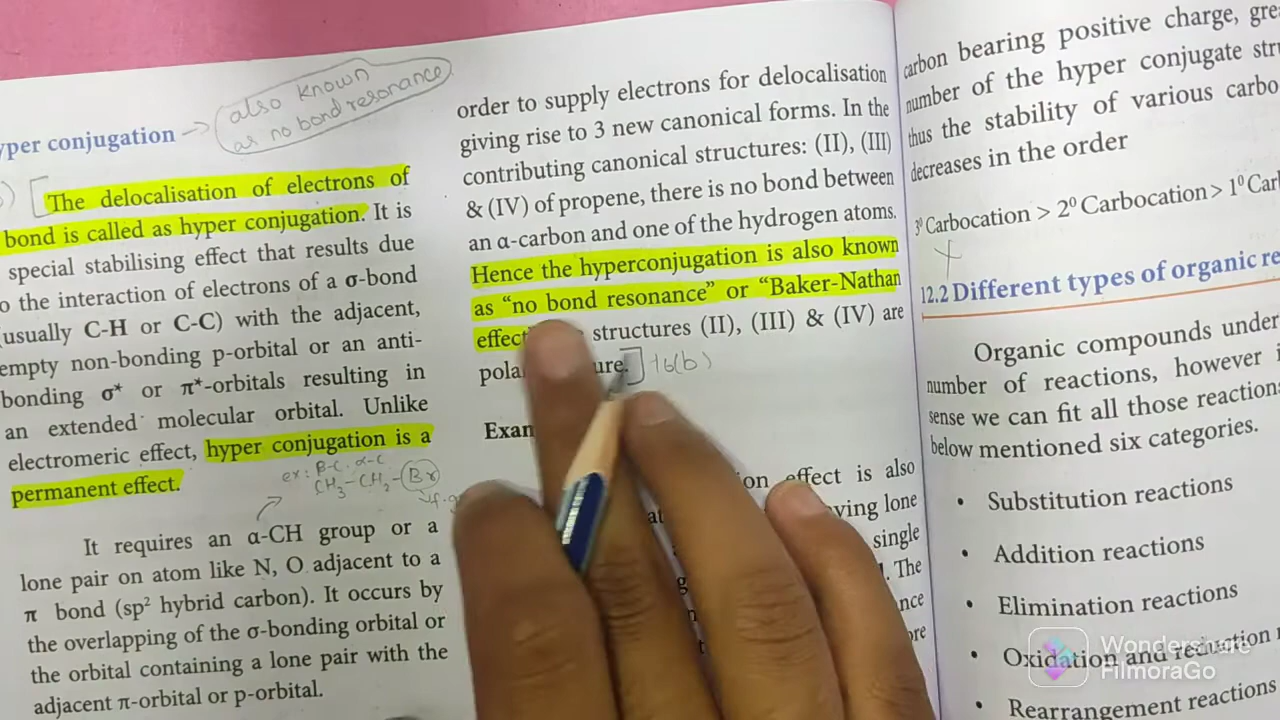 also known
as no bond resonance
yper conjugation
The delocalisation of electrons of
bond is called as hyper conjugation. It is
special stabilising effect that results due
o the interaction of electrons of a σ-bond
(usually C-H or C-C) with the adjacent,
empty non-bonding p-orbital or an anti-
bonding σ* or π*-orbitals resulting in
an extended molecular orbital. Unlike
electromeric effect, hyper conjugation is a
permanent effect.
ex: β-C α-C
CH₃-CH₂-Br
It requires an α-CH group or a
lone pair on atom like N, O adjacent to a
π bond (sp² hybrid carbon). It occurs by
the overlapping of the σ-bonding orbital or
the orbital containing a lone pair with the
adjacent π-orbital or p-orbital.
order to supply electrons for delocalisation
giving rise to 3 new canonical forms. In the
contributing canonical structures: (II), (III)
& (IV) of propene, there is no bond between
an α-carbon and one of the hydrogen atoms.
Hence the hyperconjugation is also known
as “no bond resonance” or “Baker-Nathan
effect structures (II), (III) & (IV) are
pola ure.] 16(b)
Exam
on effect is also
aving lone
single
. The
nce
ore
carbon bearing positive charge, gre
number of the hyper conjugate stru
thus the stability of various carbo
decreases in the order
3⁰ Carbocation > 2⁰ Carbocation > 1⁰ Carb
12.2 Different types of organic re
Organic compounds under
number of reactions, however i
sense we can fit all those reactions
below mentioned six categories.
• Substitution reactions
• Addition reactions
• Elimination reactions
• Oxidation and reduction r
• Rearrangement reactions
Wondershare
FilmoraGo